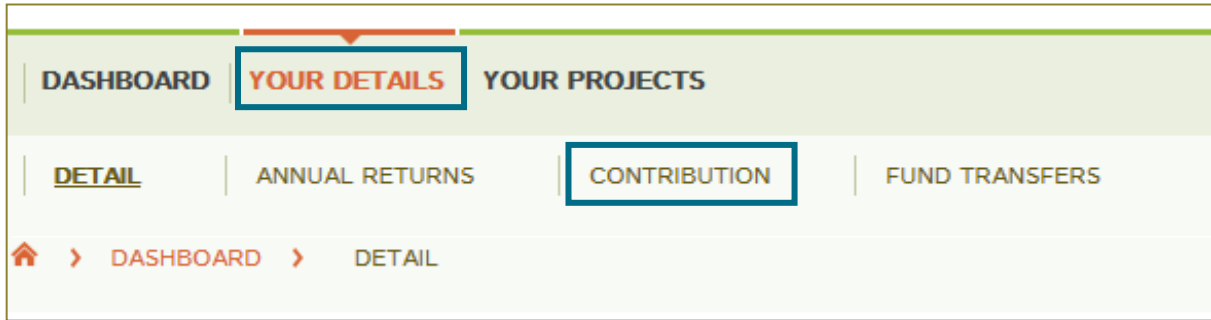 DASHBOARD YOUR DETAILS YOUR PROJECTS
DETAIL ANNUAL RETURNS CONTRIBUTION FUND TRANSFERS
DASHBOARD > DETAIL